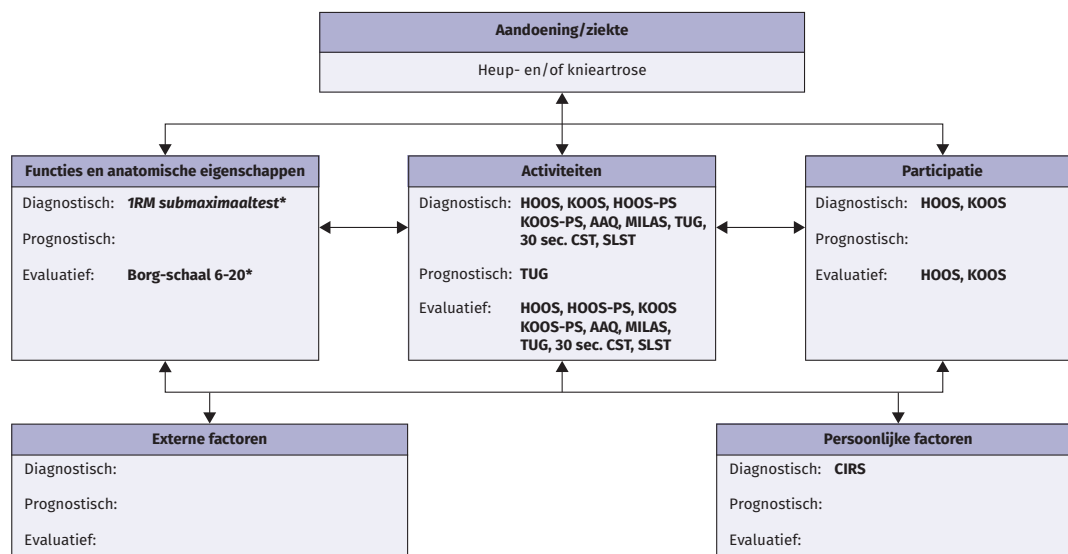 Aandoening/ziekte
Heup- en/of knieartrose
Functies en anatomische eigenschappen
Diagnostisch: 1RM submaximaaltest*
Prognostisch:
Evaluatief: Borg-schaal 6-20*
Activiteiten
Diagnostisch: HOOS, KOOS, HOOS-PS
KOOS-PS, AAQ, MILAS, TUG,
30 sec. CST, SLST
Prognostisch: TUG
Evaluatief: HOOS, HOOS-PS, KOOS
KOOS-PS, AAQ, MILAS,
TUG, 30 sec. CST, SLST
Participatie
Diagnostisch: HOOS, KOOS
Prognostisch:
Evaluatief: HOOS, KOOS
Externe factoren
Diagnostisch:
Prognostisch:
Evaluatief:
Persoonlijke factoren
Diagnostisch: CIRS
Prognostisch:
Evaluatief: